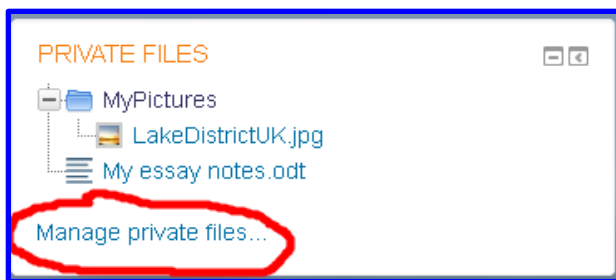 PRIVATE FILES
MyPictures
LakeDistrictUK.jpg
My essay notes.odt
Manage private files...